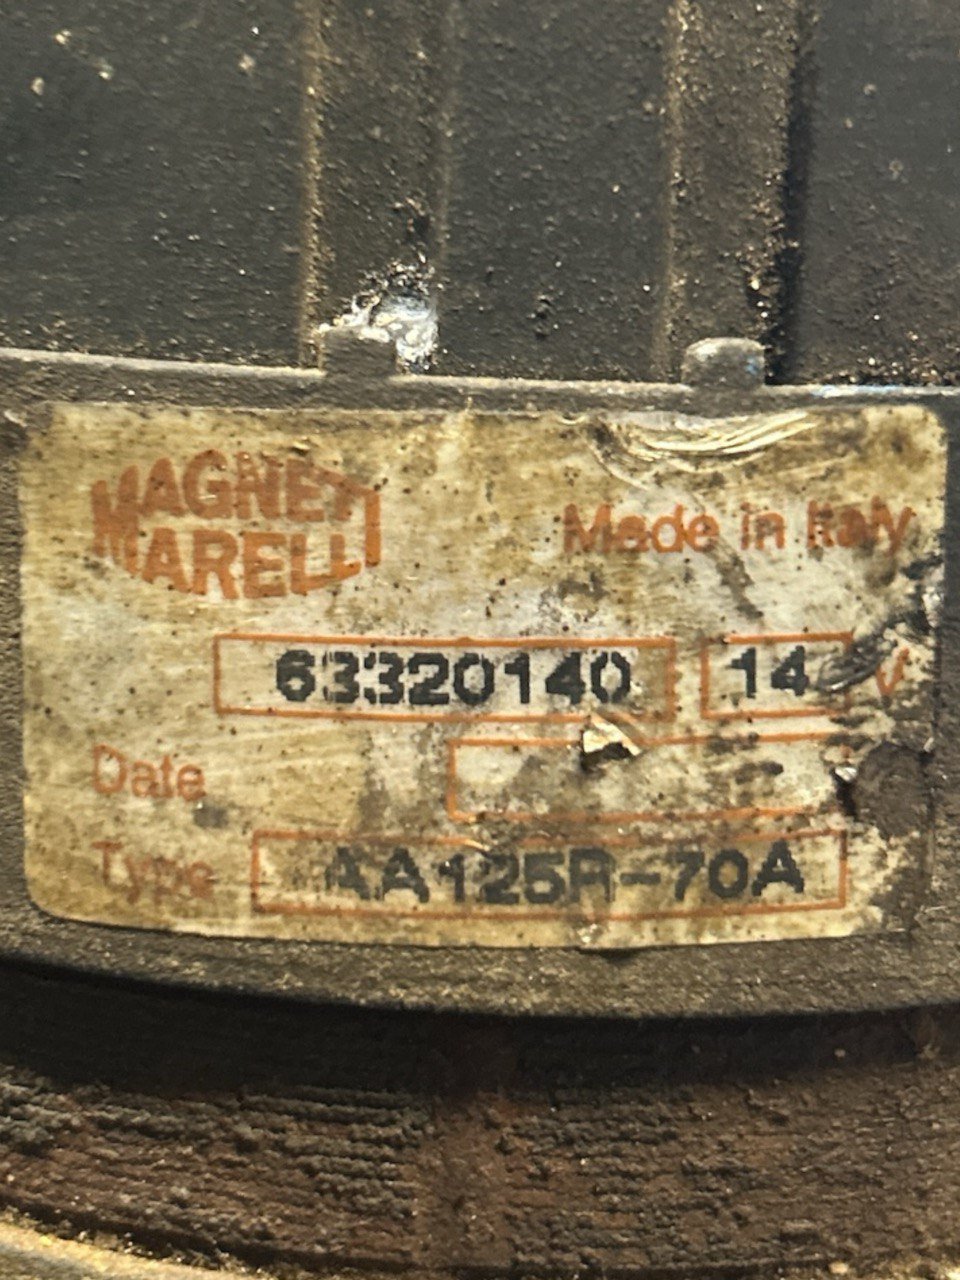 MAGNETI
MARELLI
Made in Italy
63320140 14 V
Date
Type AA125R-70A